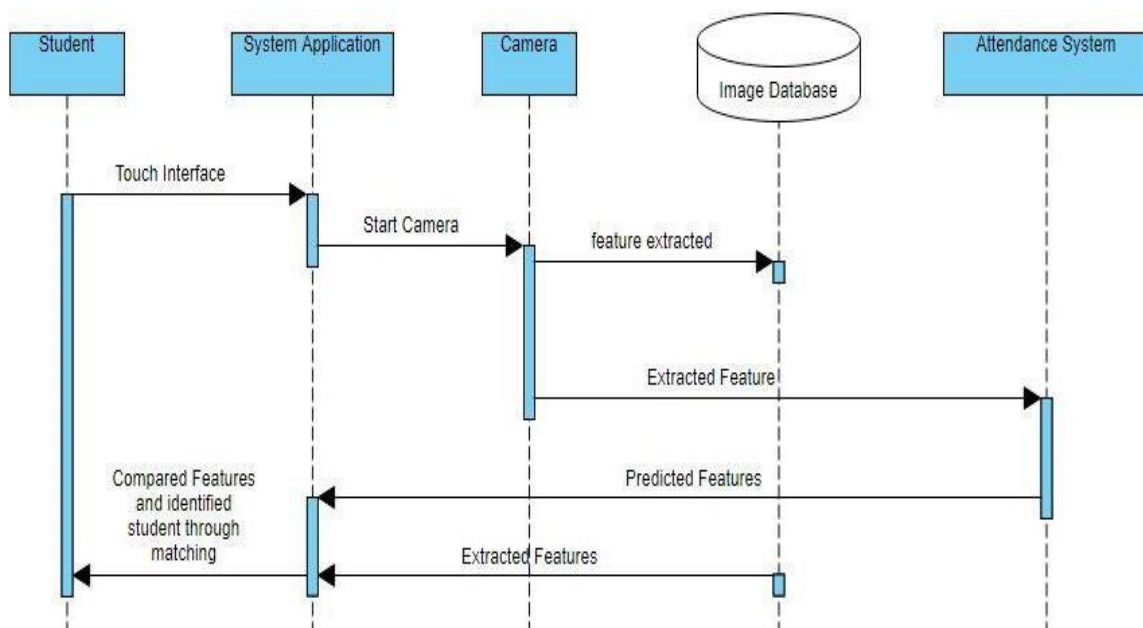 Student
System Application
Camera
Image Database
Attendance System
Touch Interface
Start Camera
feature extracted
Extracted Feature
Predicted Features
Compared Features
and identified
student through
matching
Extracted Features